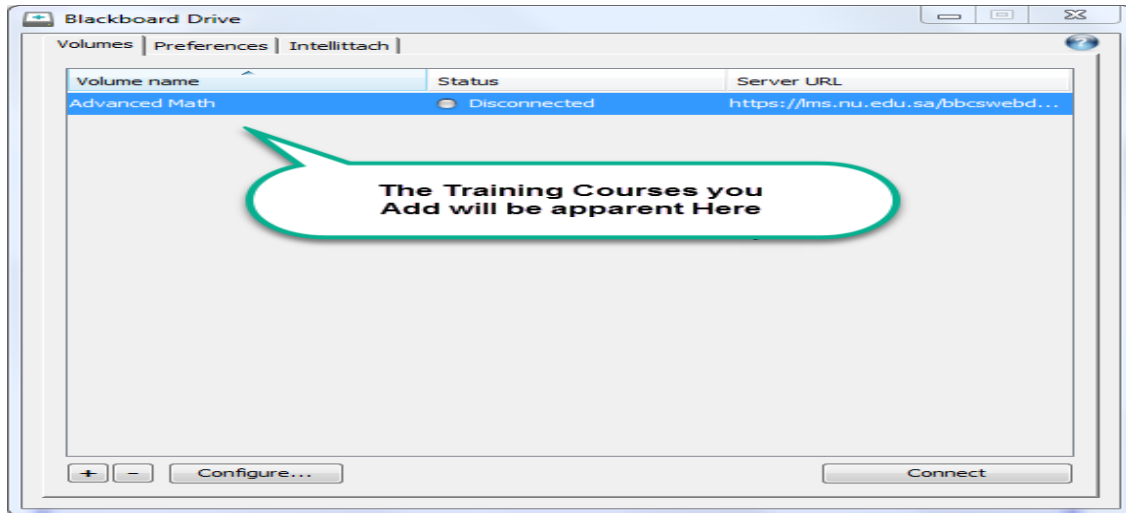 Blackboard Drive
Volumes Preferences Intellittach
Volume name Status Server URL
Advanced Math Disconnected https://lms.nu.edu.sa/bbcswebd...
The Training Courses you
Add will be apparent Here
+ - Configure... Connect